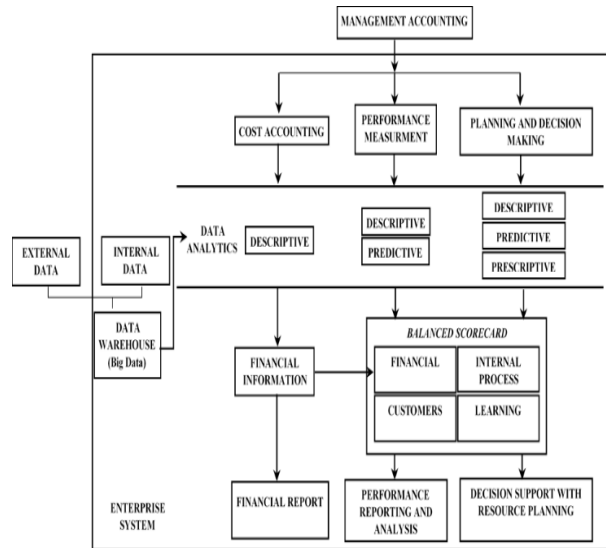 MANAGEMENT ACCOUNTING
COST ACCOUNTING
PERFORMANCE
MEASURMENT
PLANNING AND DECISION
MAKING
EXTERNAL
DATA
INTERNAL
DATA
DATA
WAREHOUSE
(Big Data)
DATA
ANALYTICS
DESCRIPTIVE
DESCRIPTIVE
PREDICTIVE
DESCRIPTIVE
PREDICTIVE
PRESCRIPTIVE
FINANCIAL
INFORMATION
BALANCED SCORECARD
FINANCIAL
INTERNAL
PROCESS
CUSTOMERS
LEARNING
ENTERPRISE
SYSTEM
FINANCIAL REPORT
PERFORMANCE
REPORTING AND
ANALYSIS
DECISION SUPPORT WITH
RESOURCE PLANNING